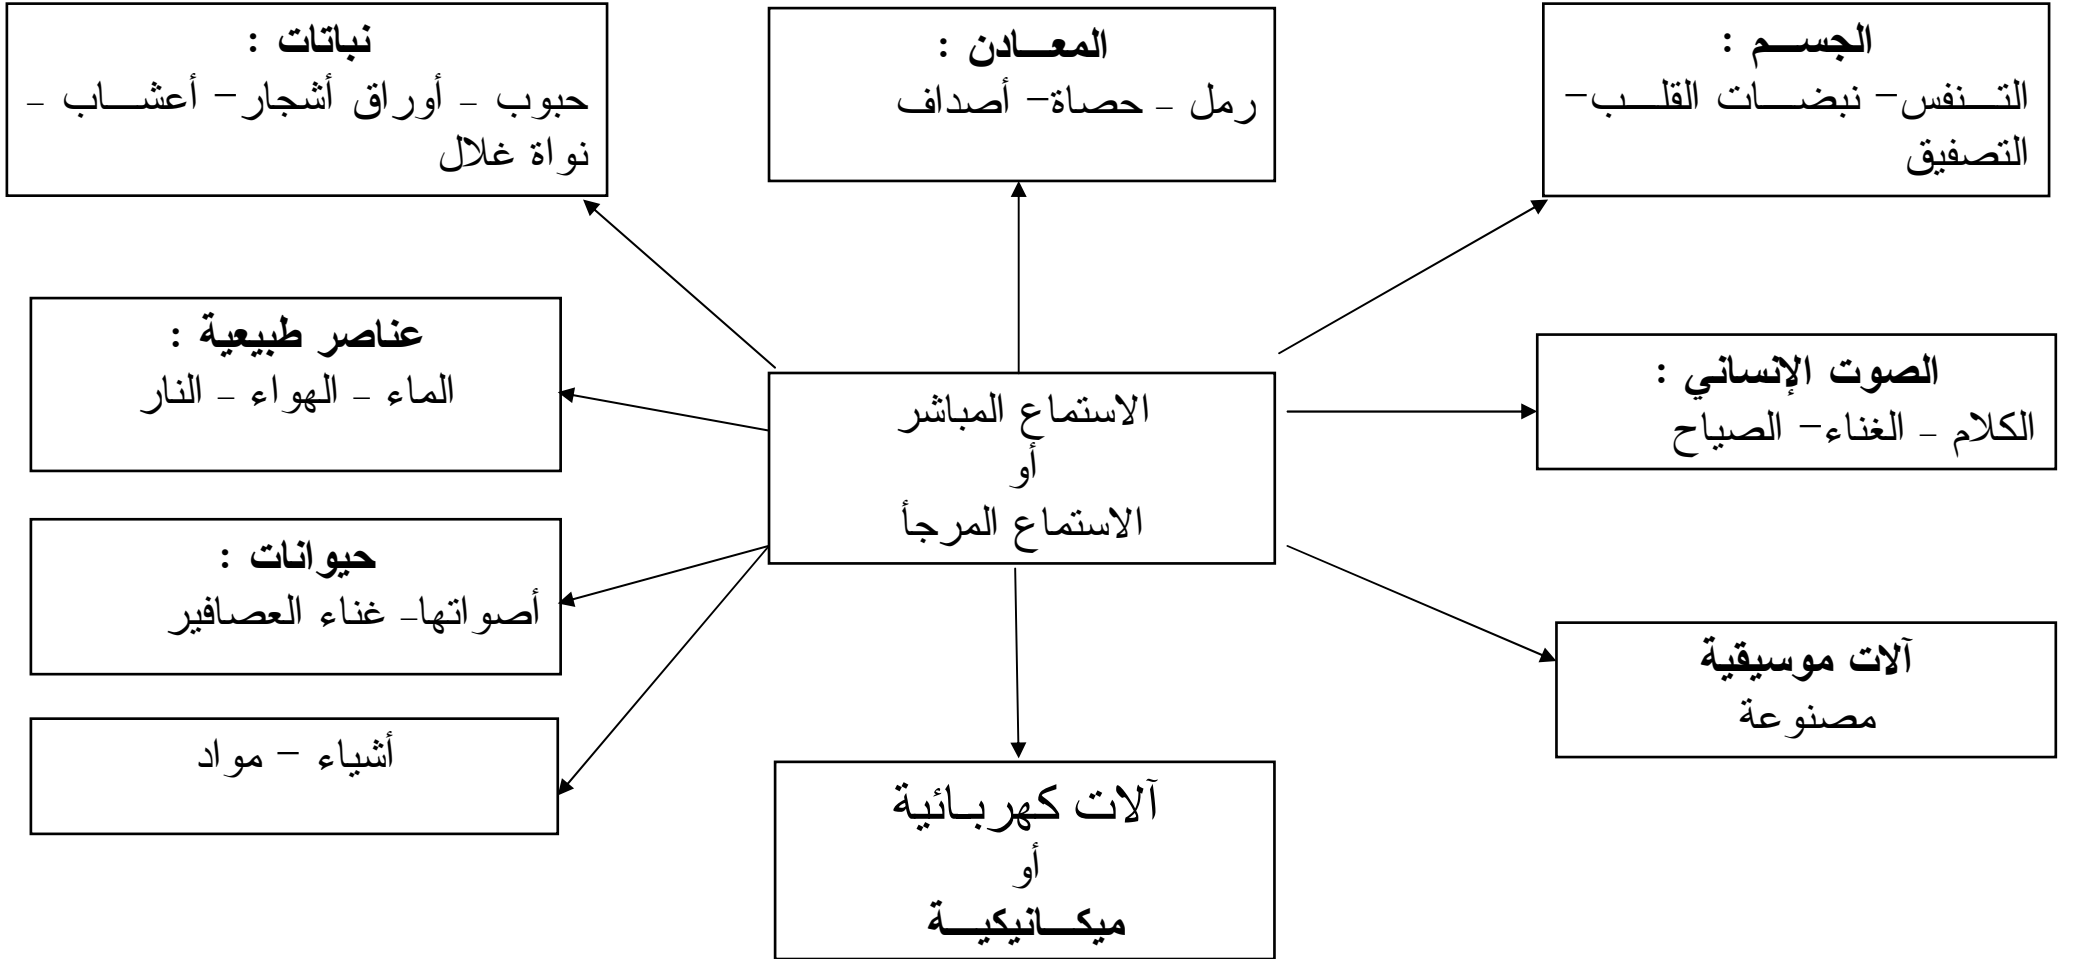 الجسم :
التنفس – نبضات القلب –
التصفيق
المعادن :
رمل - حصاة – أصداف
نباتات :
حبوب - أوراق أشجار – أعشاب -
نواة غلال
الصوت الإنساني :
الكلام - الغناء – الصياح
الاستماع المباشر
أو
الاستماع المرجأ
عناصر طبيعية :
الماء - الهواء - النار
حيوانات :
أصواتها- غناء العصافير
آلات موسيقية
مصنوعة
آلات كهربائية
أو
ميكانيكية
أشياء – مواد